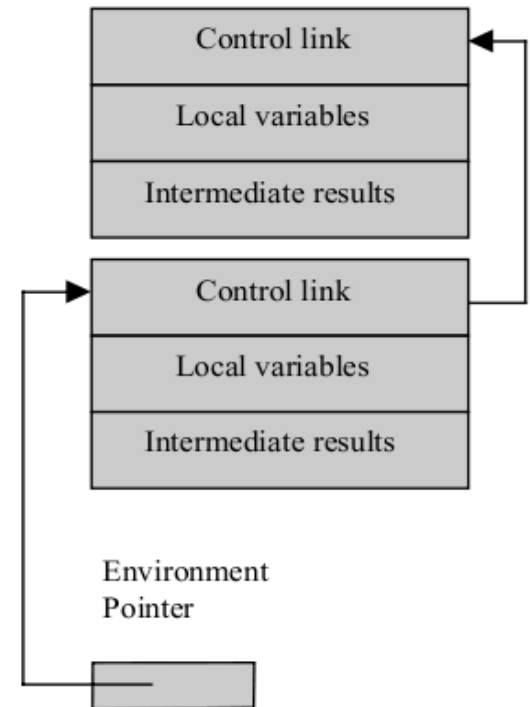 Control link
Local variables
Intermediate results
Control link
Local variables
Intermediate results
Environment
Pointer